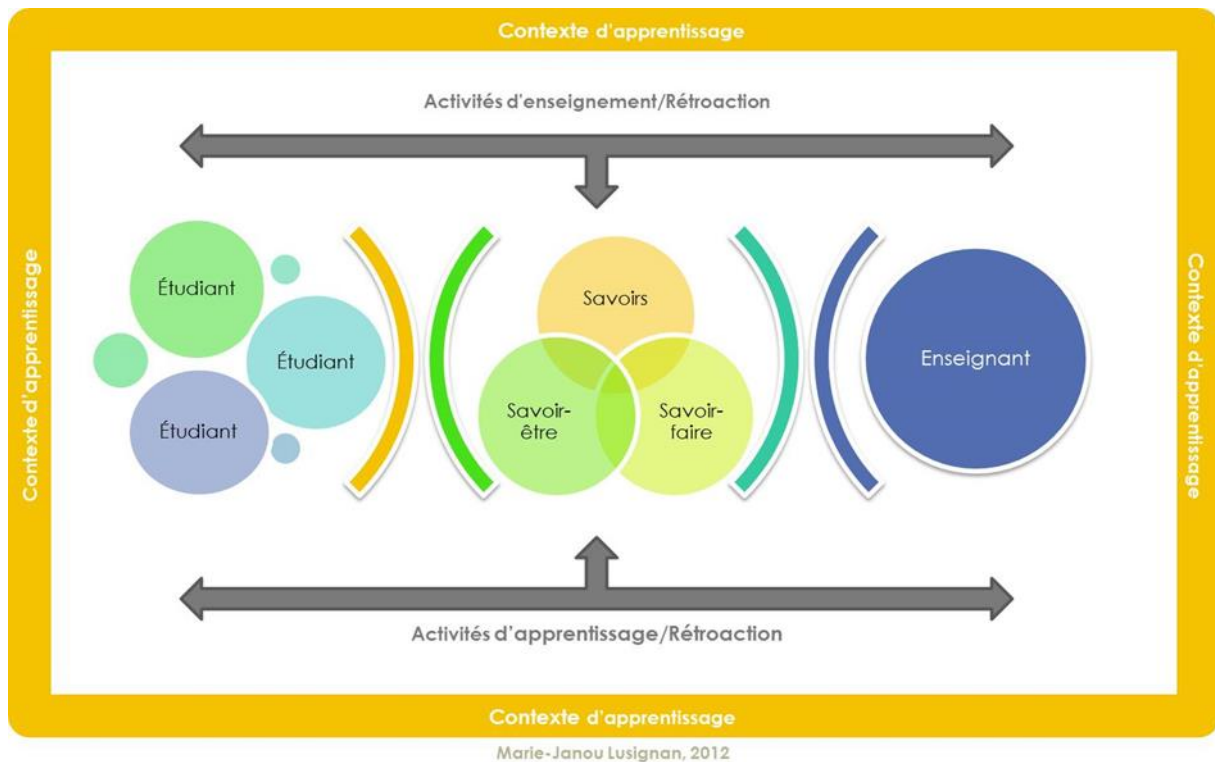 Contexte d'apprentissage
Activités d'enseignement/Rétroaction
Contexte d'apprentissage
Étudiant
Étudiant
Étudiant
Savoirs
Savoir-
être
Savoir-
faire
Enseignant
Contexte d'apprentissage
Activités d'apprentissage/Rétroaction
Contexte d'apprentissage
Marie-Janou Lusignan, 2012